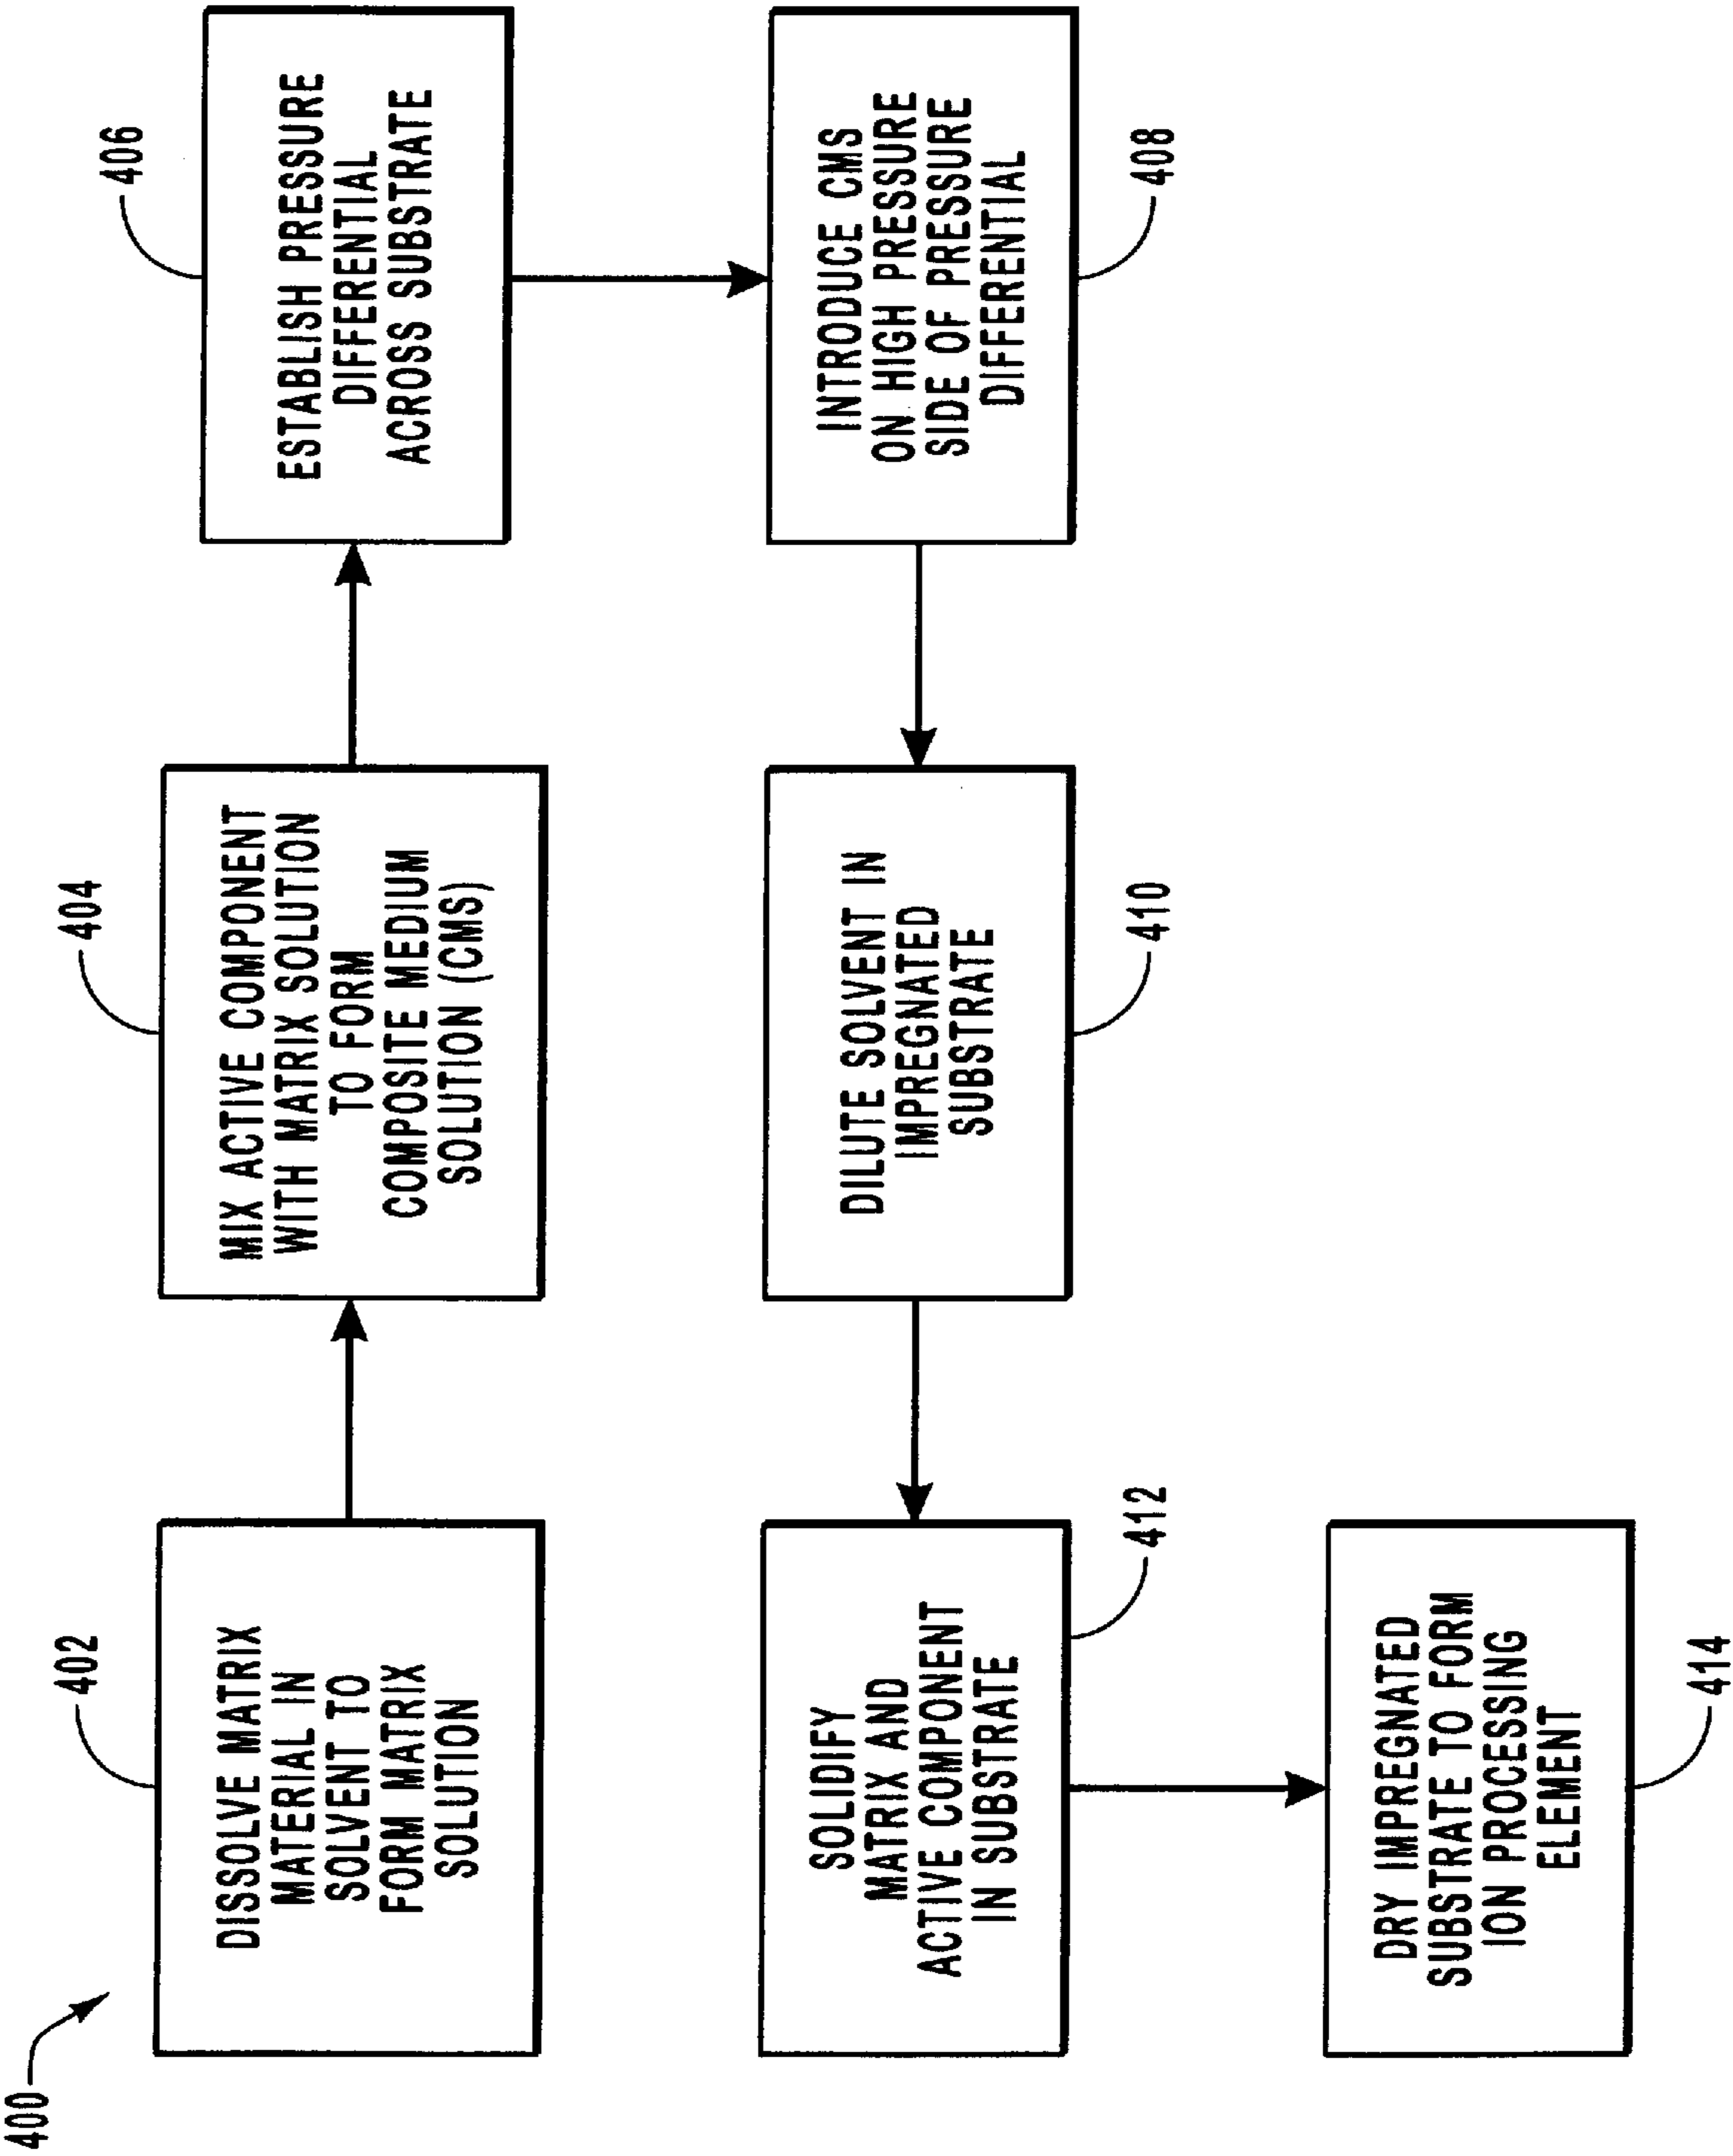 400
402
DISSOLVE MATRIX
MATERIAL IN
SOLVENT TO
FORM MATRIX
SOLUTION
404
MIX ACTIVE COMPONENT
WITH MATRIX SOLUTION
TO FORM
COMPOSITE MEDIUM
SOLUTION (CMS)
406
ESTABLISH PRESSURE
DIFFERENTIAL
ACROSS SUBSTRATE
INTRODUCE CMS
ON HIGH PRESSURE
SIDE OF PRESSURE
DIFFERENTIAL
408
DILUTE SOLVENT IN
IMPREGNATED
SUBSTRATE
410
SOLIDIFY
MATRIX AND
ACTIVE COMPONENT
IN SUBSTRATE
412
DRY IMPREGNATED
SUBSTRATE TO FORM
ION PROCESSING
ELEMENT
414